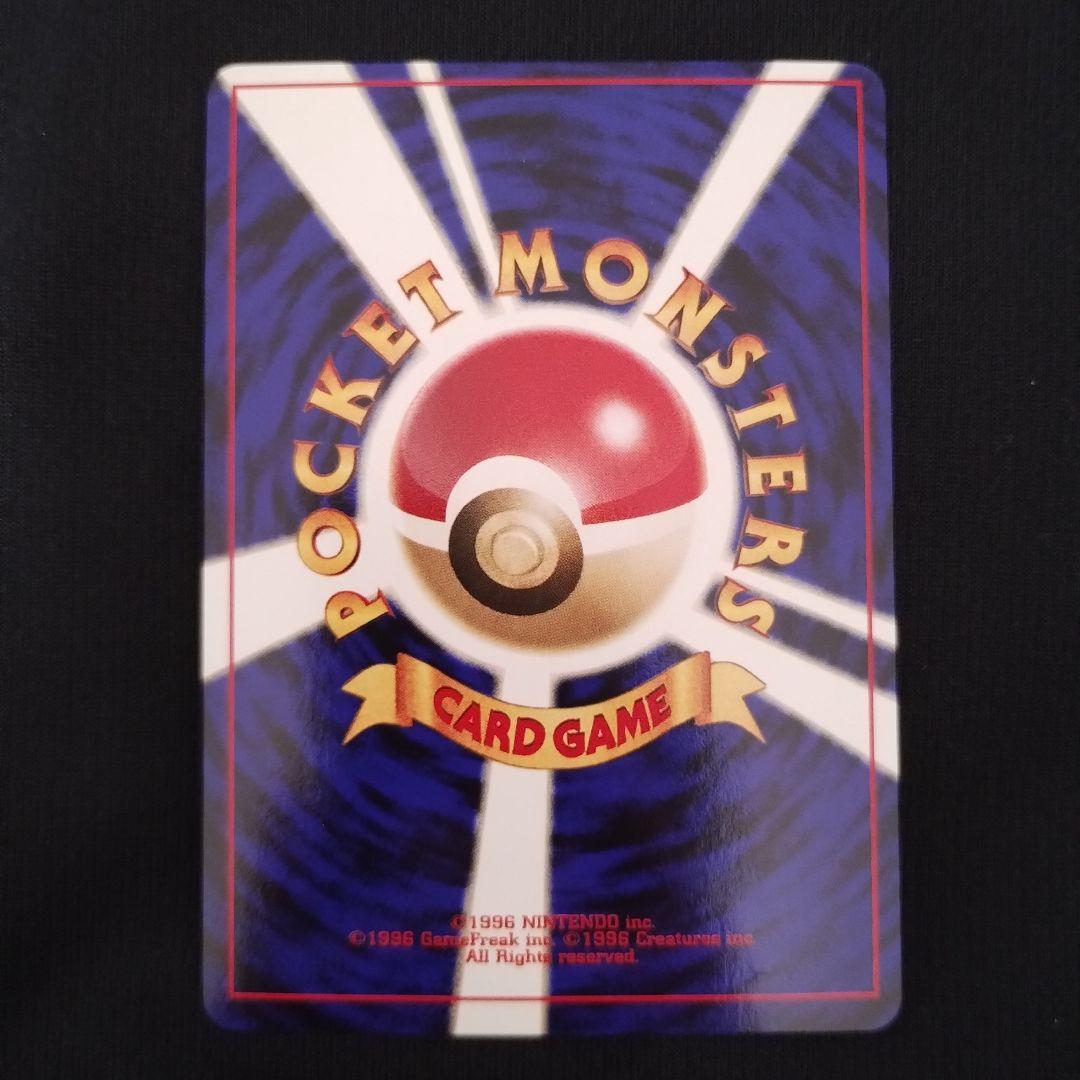 POCKET MONSTERS
CARD GAME
©1996 NINTENDO inc.
©1996 GameFreak inc. ©1996 Creatures inc.
All Rights reserved.